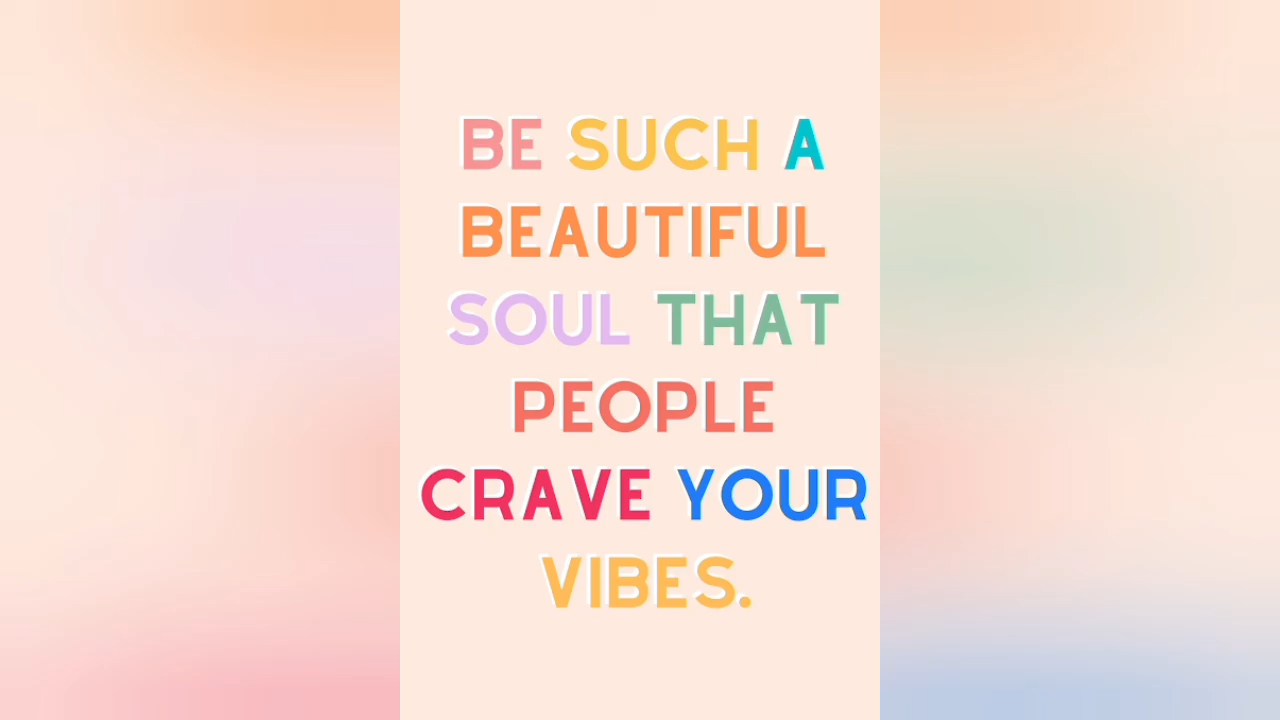 BE SUCH A
BEAUTIFUL
SOUL THAT
PEOPLE
CRAVE YOUR
VIBES.